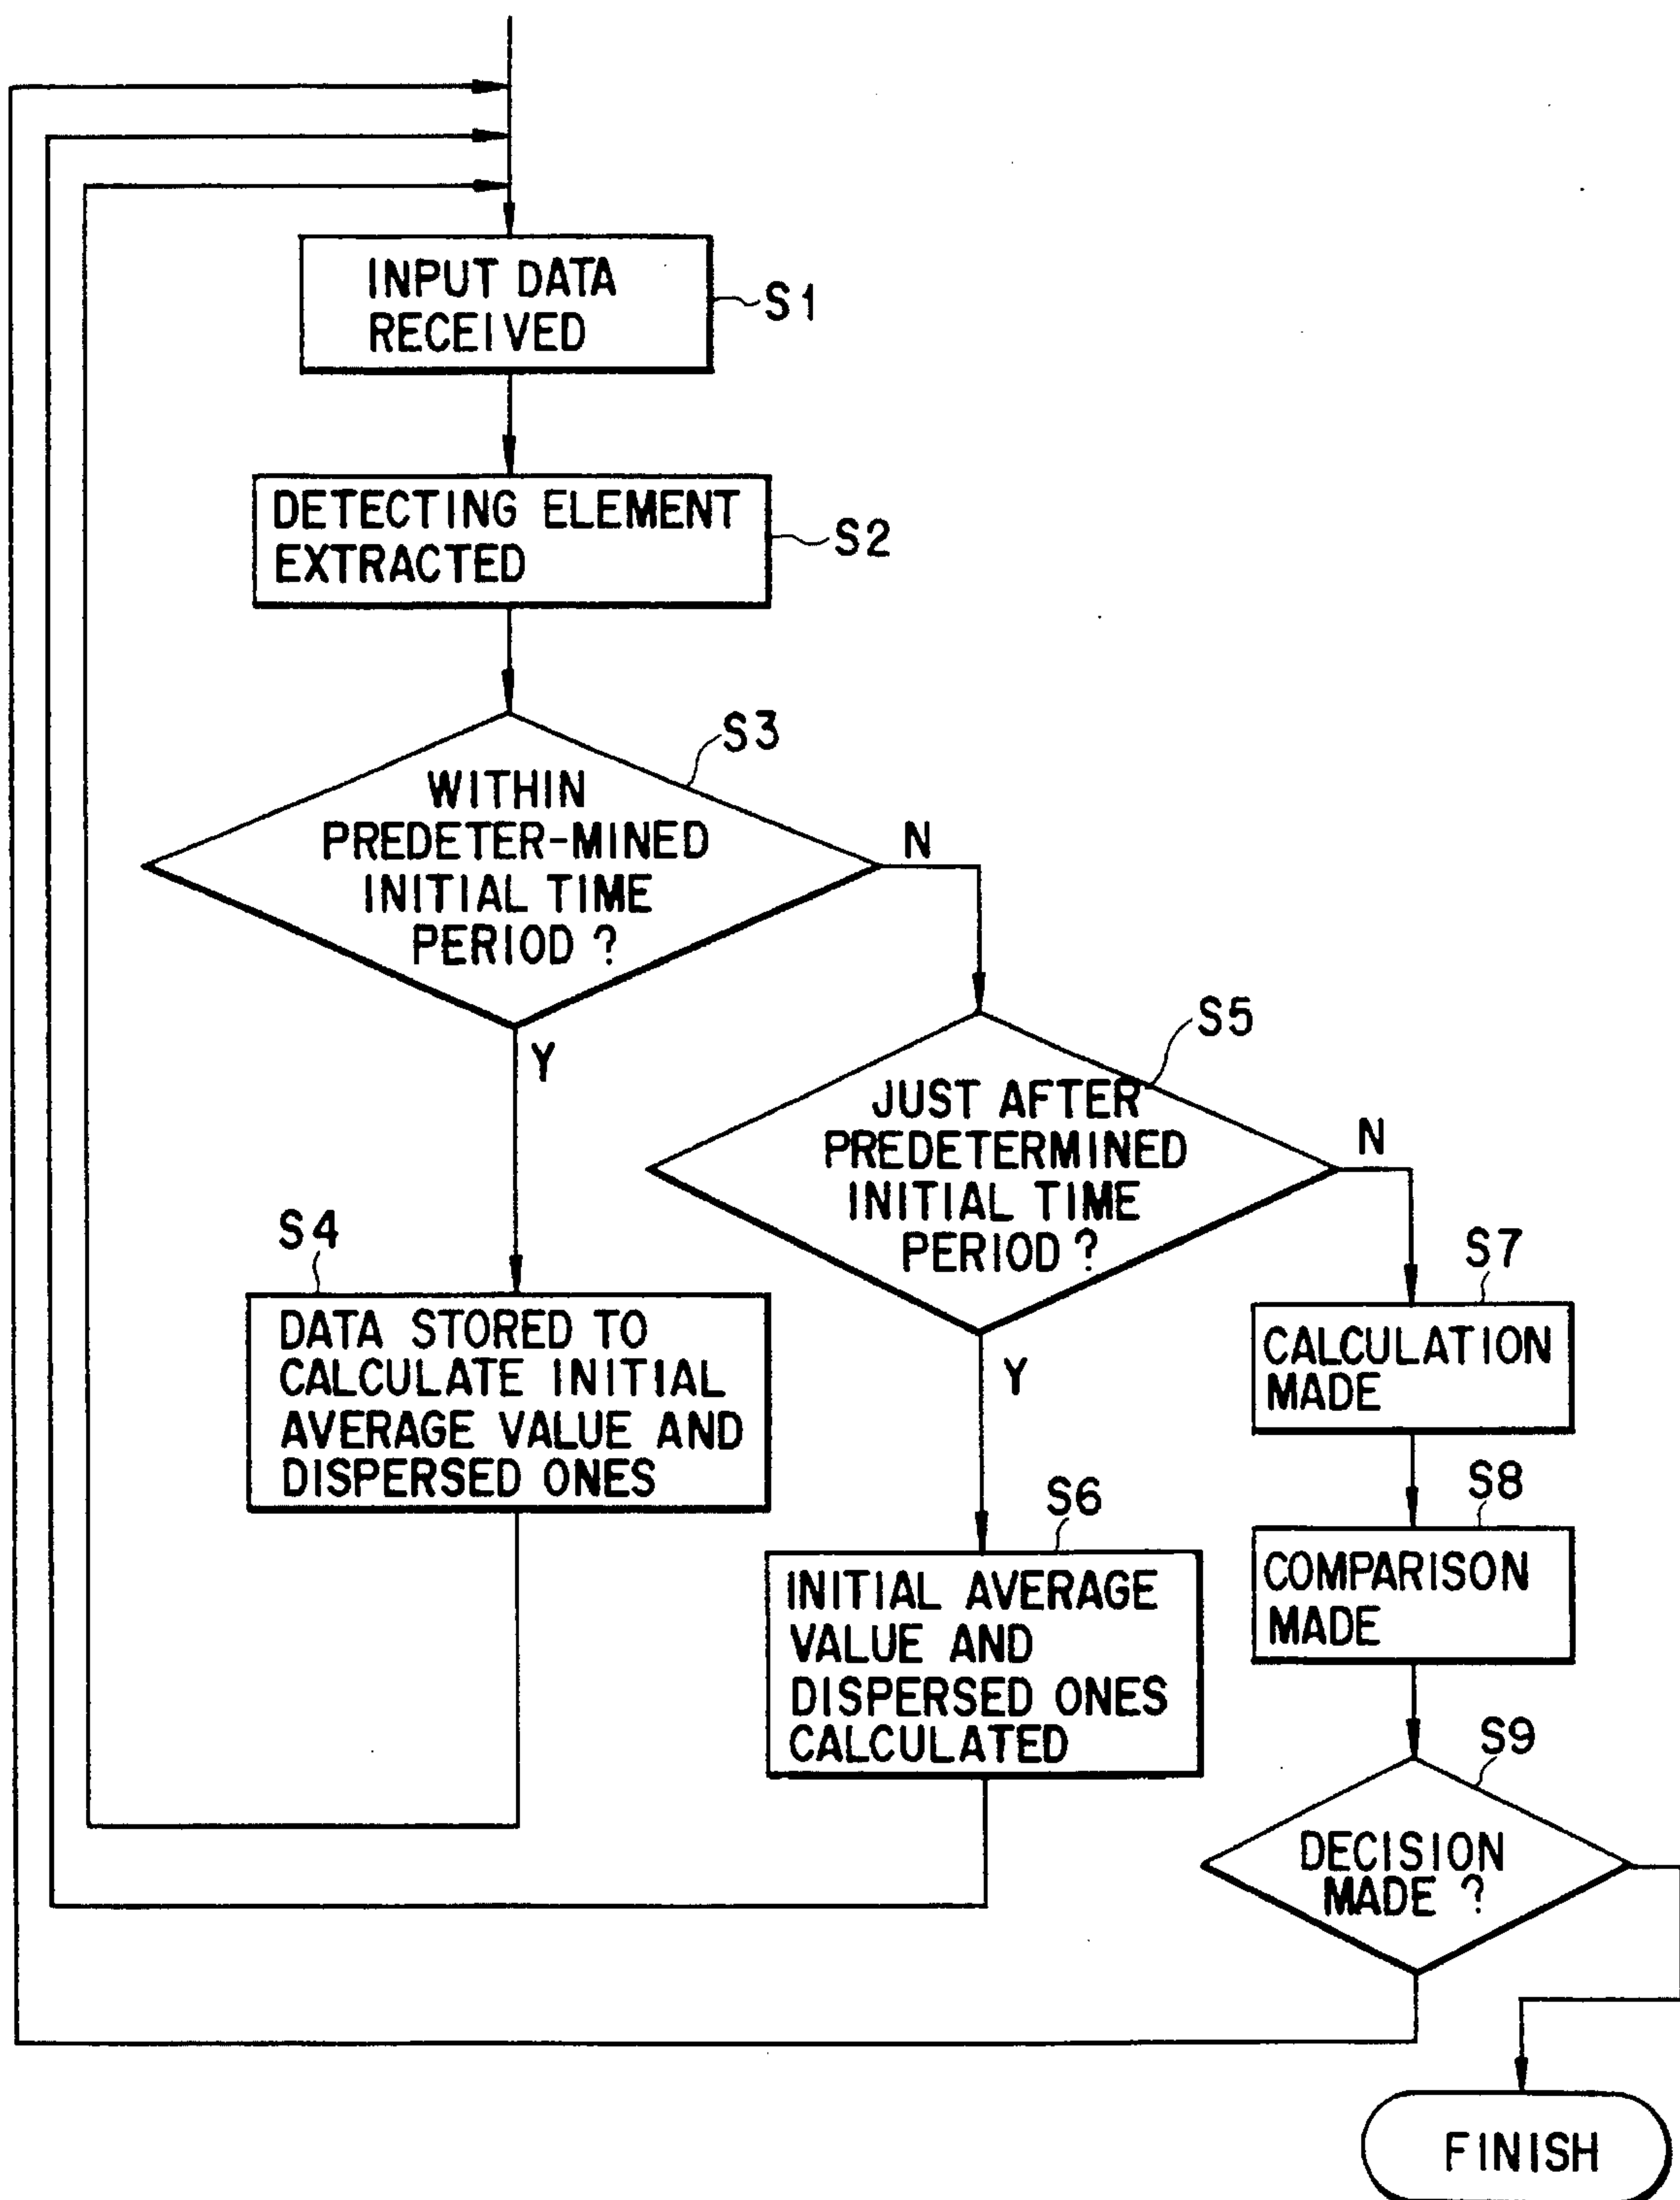 INPUT DATA
RECEIVED
S1
DETECTING ELEMENT
EXTRACTED
S2
S3
WITHIN
PREDETER-MINED
INITIAL TIME
PERIOD ?
N
Y
S5
JUST AFTER
PREDETERMINED
INITIAL TIME
PERIOD ?
N
Y
S4
DATA STORED TO
CALCULATE INITIAL
AVERAGE VALUE AND
DISPERSED ONES
S6
INITIAL AVERAGE
VALUE AND
DISPERSED ONES
CALCULATED
S7
CALCULATION
MADE
S8
COMPARISON
MADE
S9
DECISION
MADE ?
FINISH